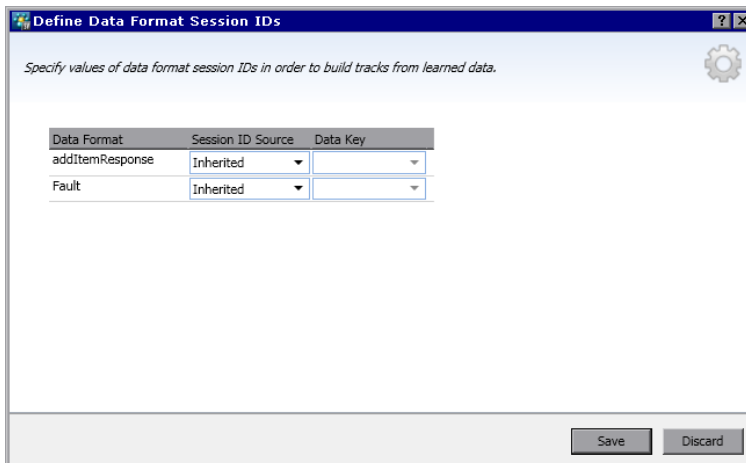 Define Data Format Session IDs
Specify values of data format session IDs in order to build tracks from learned data.
Data Format Session ID Source Data Key
addItemResponse Inherited
Fault Inherited
Save Discard